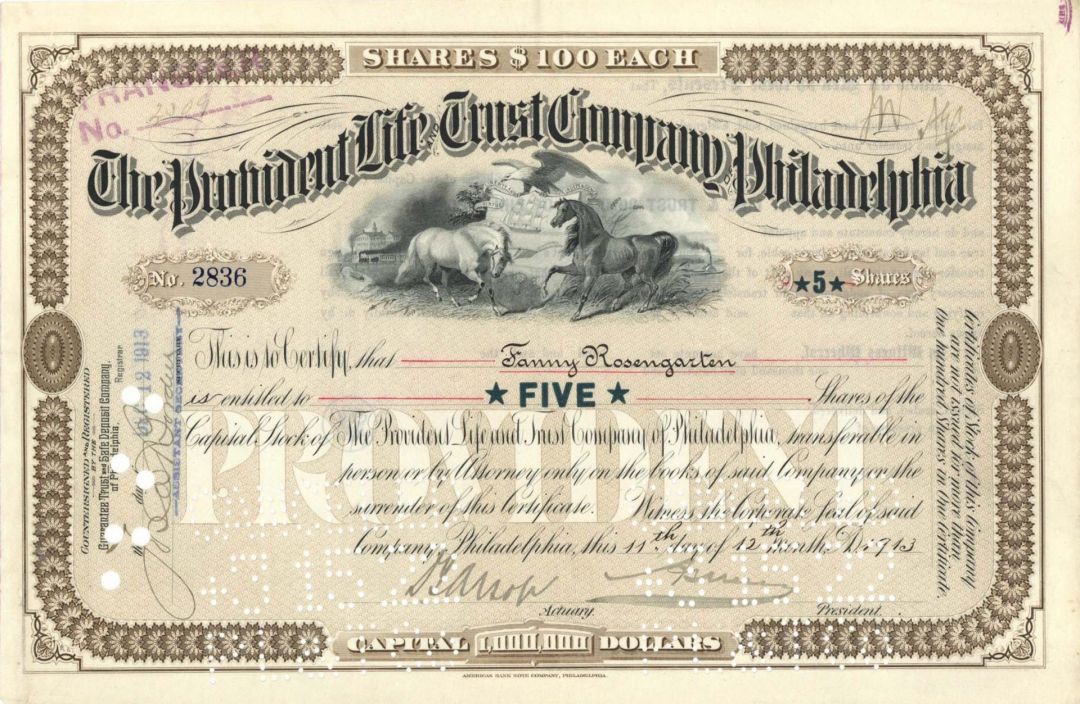 SHARES $100 EACH
TRANSFER
No. 2209
The Provident Life and Trust Company, Philadelphia
No. 2836
★5★ Shares
This is to Certify, that Fanny Rosengarten
is entitled to ★ FIVE ★ Shares of the
Capital Stock of The Provident Life and Trust Company of Philadelphia, transferable in
person or by Attorney only on the books of said Company on the
surrender of this Certificate. Witness the Corporate Seal of said
Company, Philadelphia, this 11th day of 12th month, D. 1913
Actuary. President.
PROVIDENT
COUNTERSIGNED AND REGISTERED
BY THE
Guarantee Trust and Safe Deposit Company,
of Philadelphia,
Registrar
12 1913
ASSISTANT SECRETARY
Certificates of Stock of this Company
are not issued for more than
One hundred Shares in one Certificate.
CAPITAL 1,000,000 DOLLARS
AMERICAN BANK NOTE COMPANY, PHILADELPHIA.